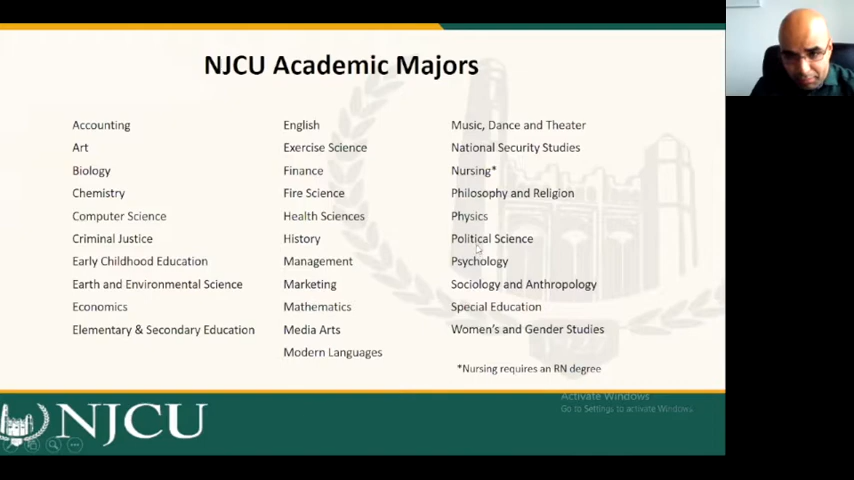 NJCU Academic Majors
Accounting
Art
Biology
Chemistry
Computer Science
Criminal Justice
Early Childhood Education
Earth and Environmental Science
Economics
Elementary & Secondary Education
English
Exercise Science
Finance
Fire Science
Health Sciences
History
Management
Marketing
Mathematics
Media Arts
Modern Languages
Music, Dance and Theater
National Security Studies
Nursing*
Philosophy and Religion
Physics
Political Science
Psychology
Sociology and Anthropology
Special Education
Women's and Gender Studies
*Nursing requires an RN degree
Activate Windows
Go to Settings to activate Windows.
NJCU